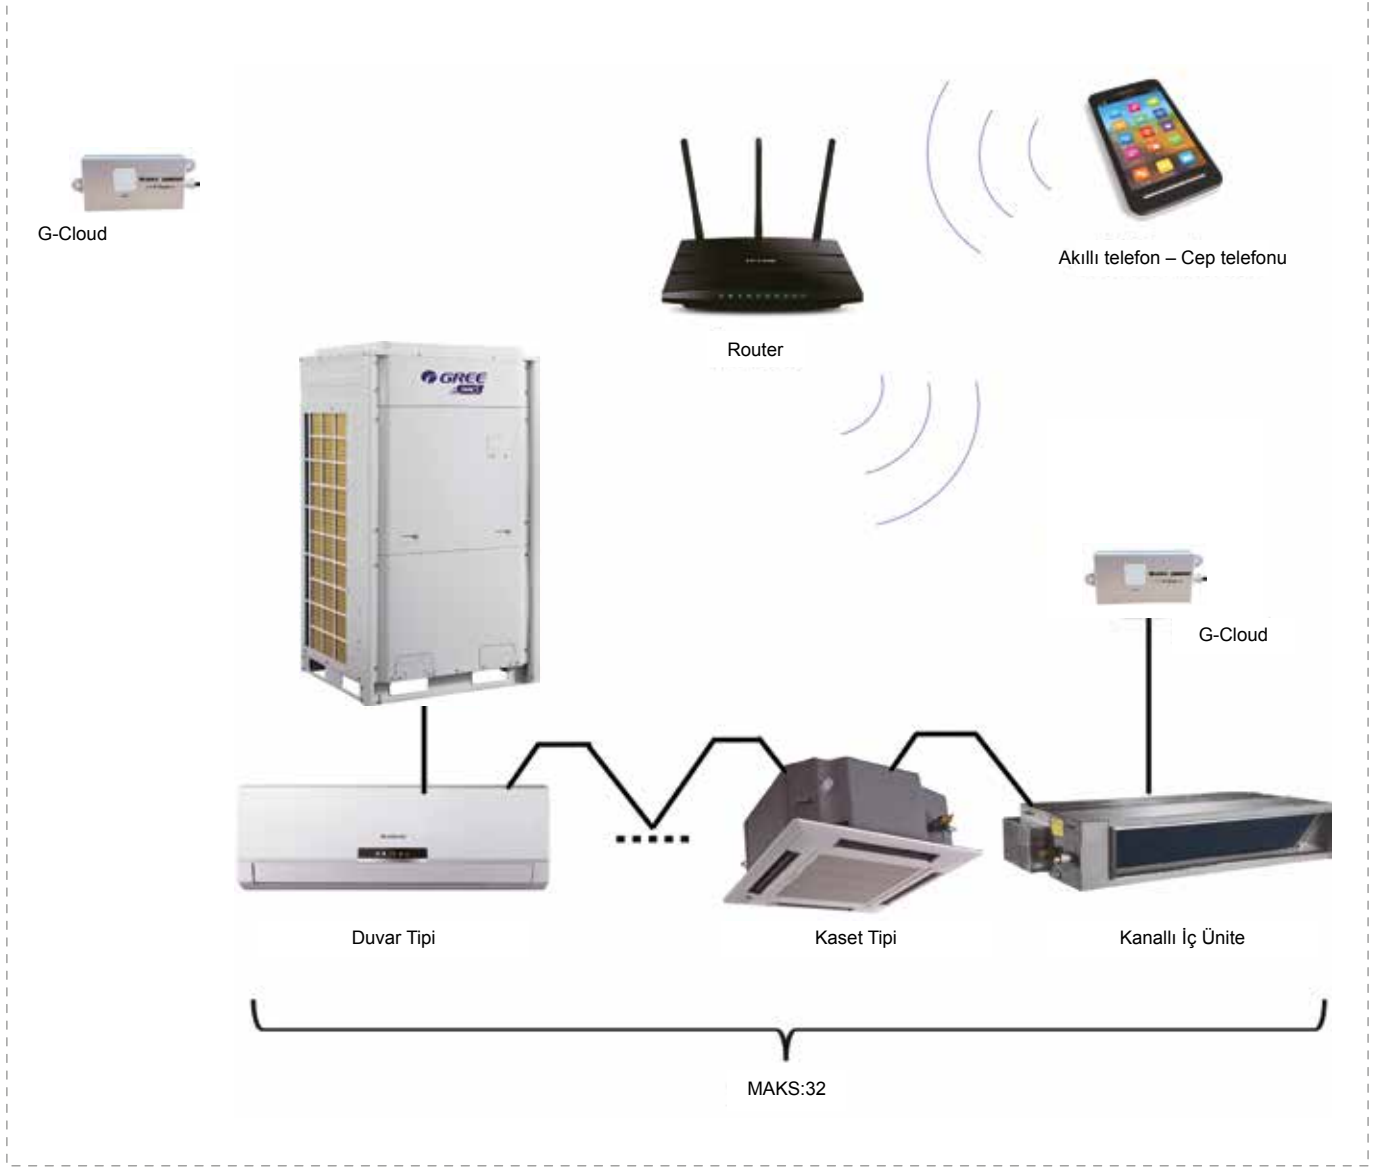 G-Cloud
Akıllı telefon – Cep telefonu
Router
GREE
G-Cloud
Duvar Tipi
Kaset Tipi
Kanallı İç Ünite
MAKS:32